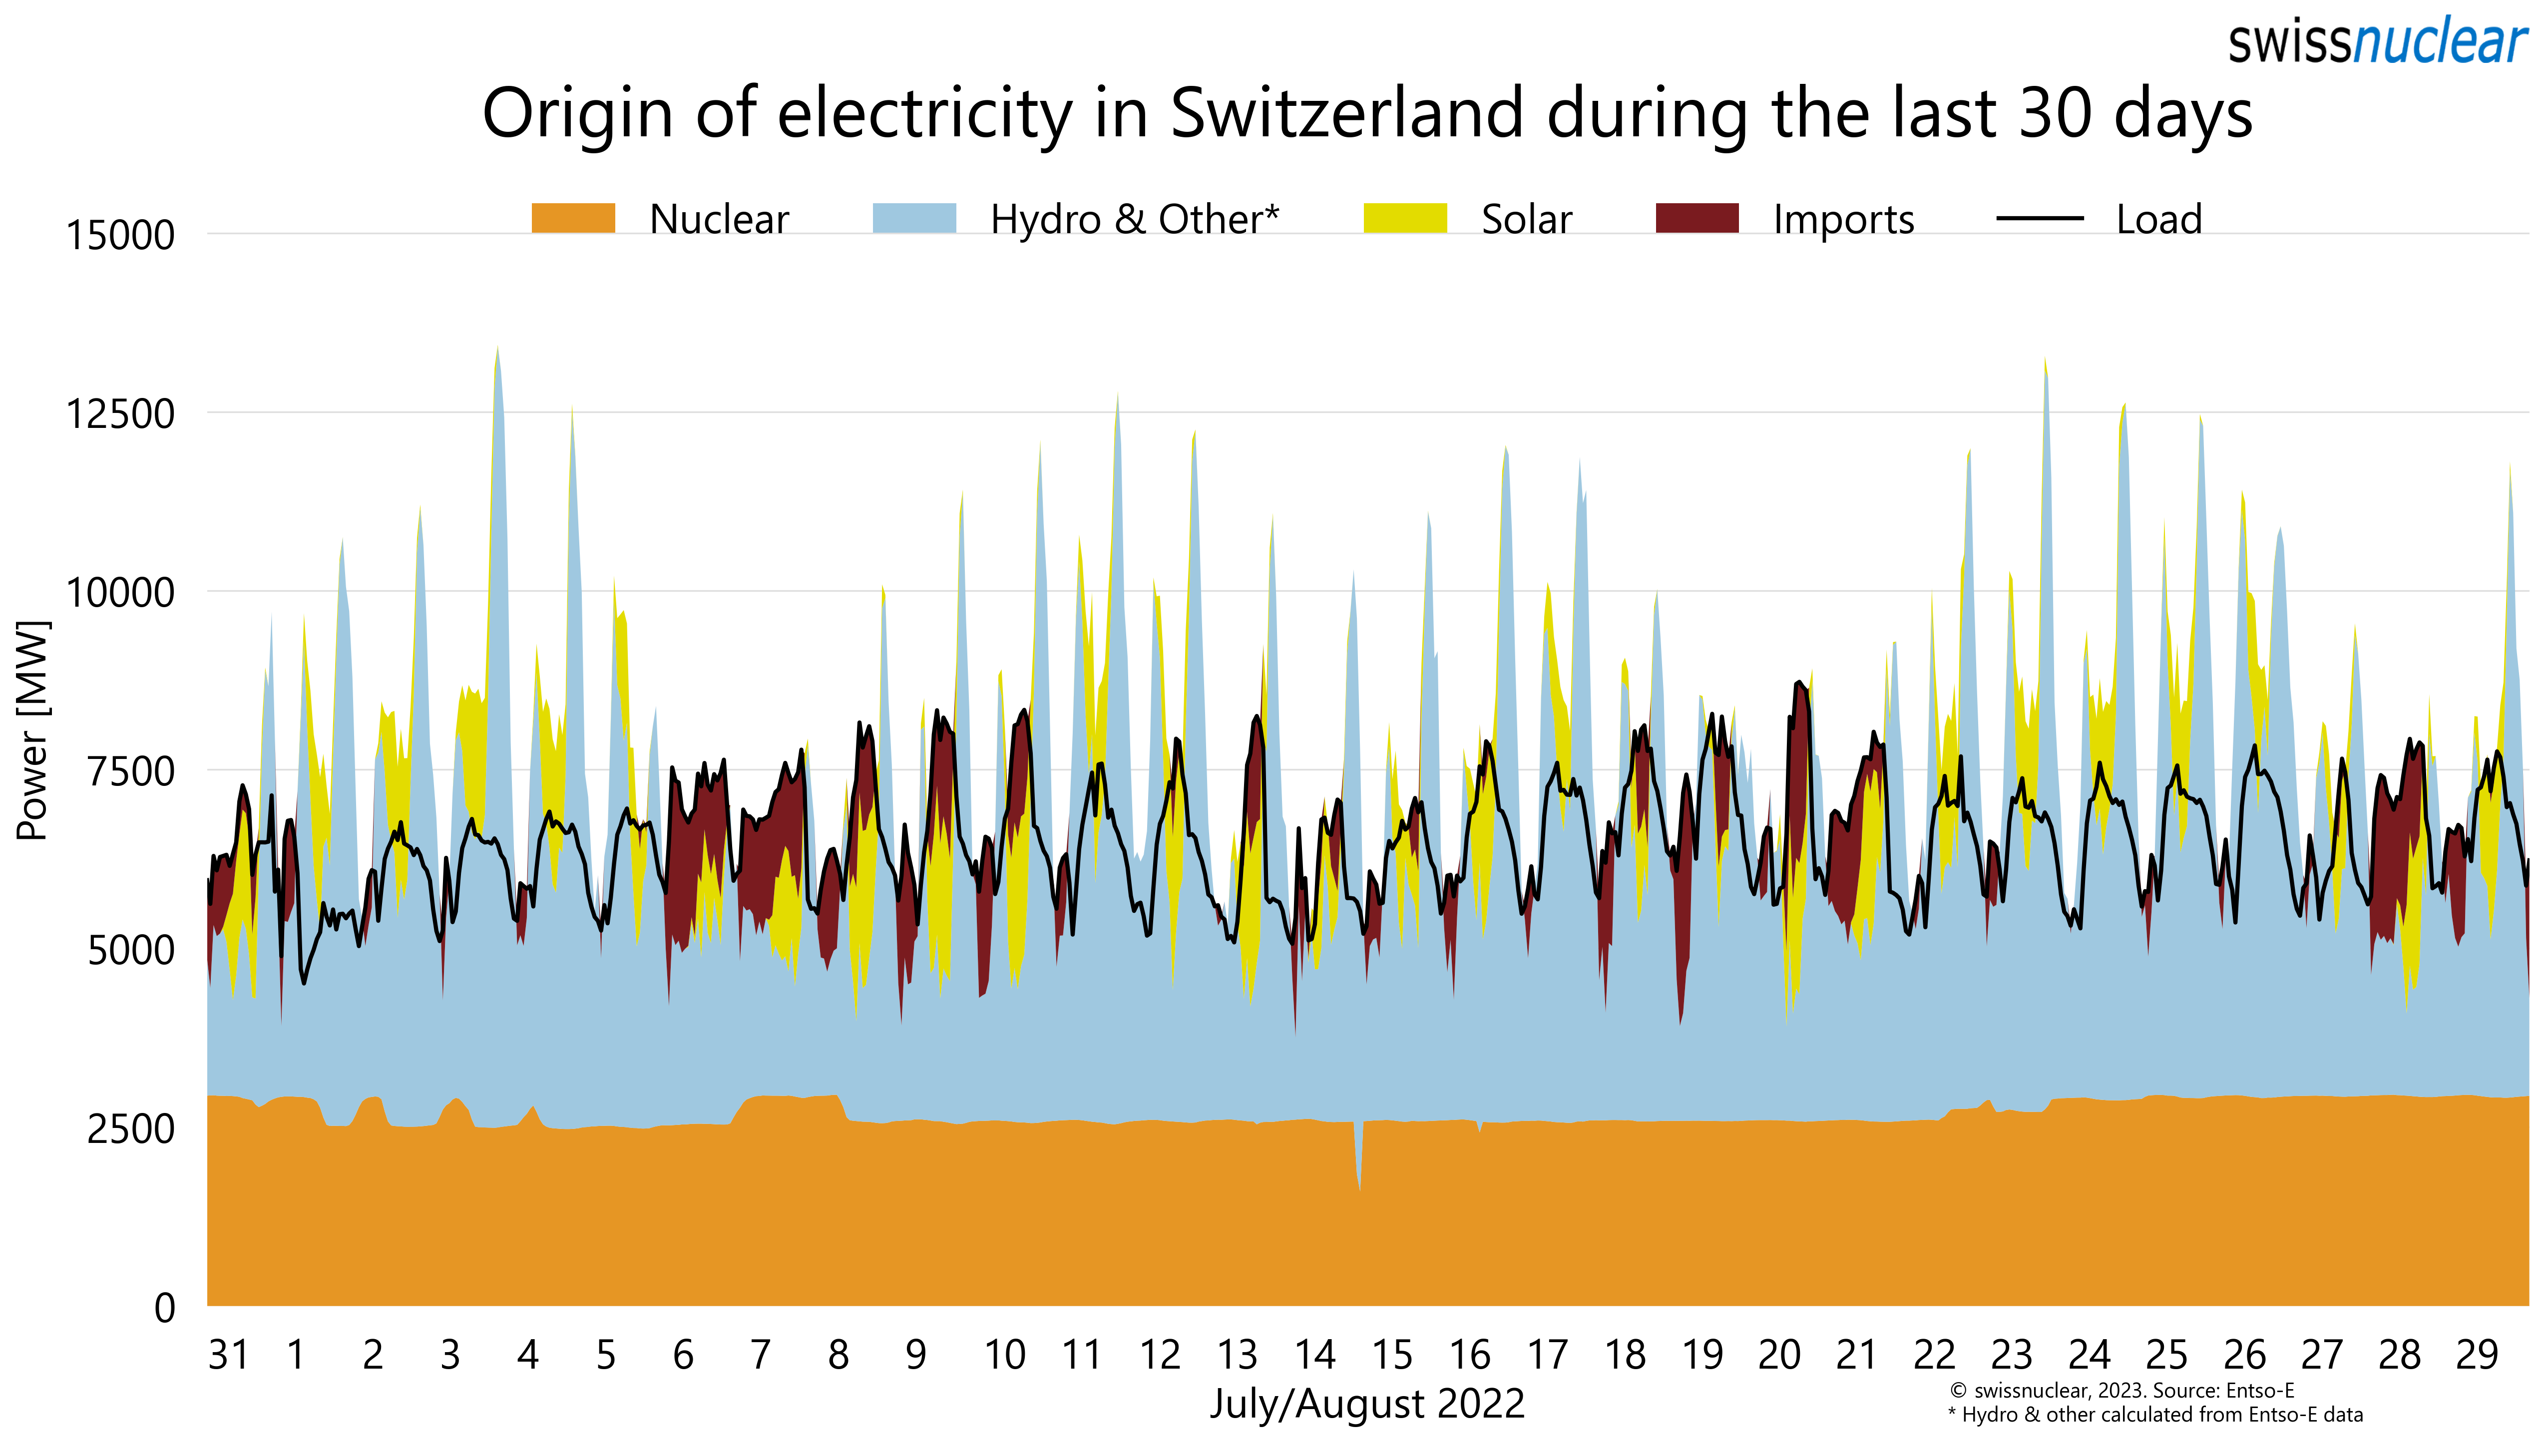 swissnuclear
Origin of electricity in Switzerland during the last 30 days
Nuclear Hydro & Other* Solar Imports Load
15000
12500
10000
7500
5000
2500
0
Power [MW]
31 1 2 3 4 5 6 7 8 9 10 11 12 13 14 15 16 17 18 19 20 21 22 23 24 25 26 27 28 29
July/August 2022
© swissnuclear, 2023. Source: Entso-E
* Hydro & other calculated from Entso-E data